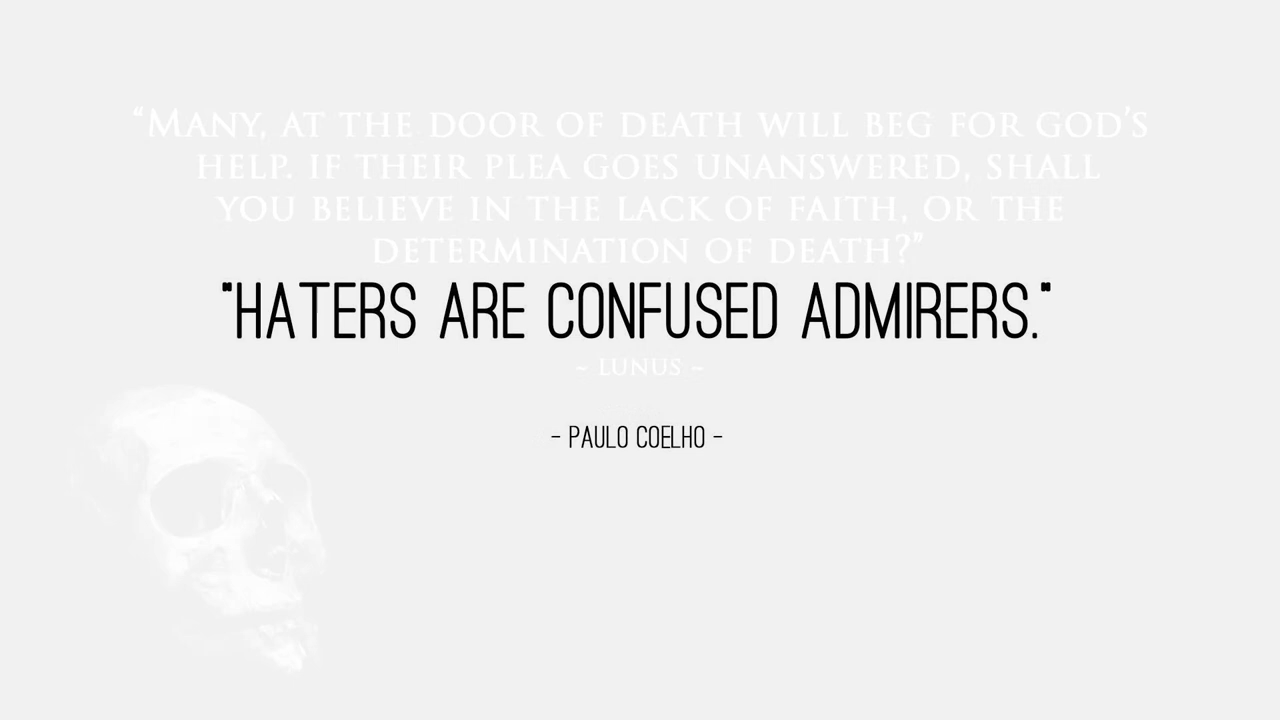 “MANY, AT THE DOOR OF DEATH WILL BEG FOR GOD’S
HELP. IF THEIR PLEA GOES UNANSWERED, SHALL
YOU BELIEVE IN THE LACK OF FAITH, OR THE
DETERMINATION OF DEATH?”
"HATERS ARE CONFUSED ADMIRERS."
~ LUNUS ~
- PAULO COELHO -